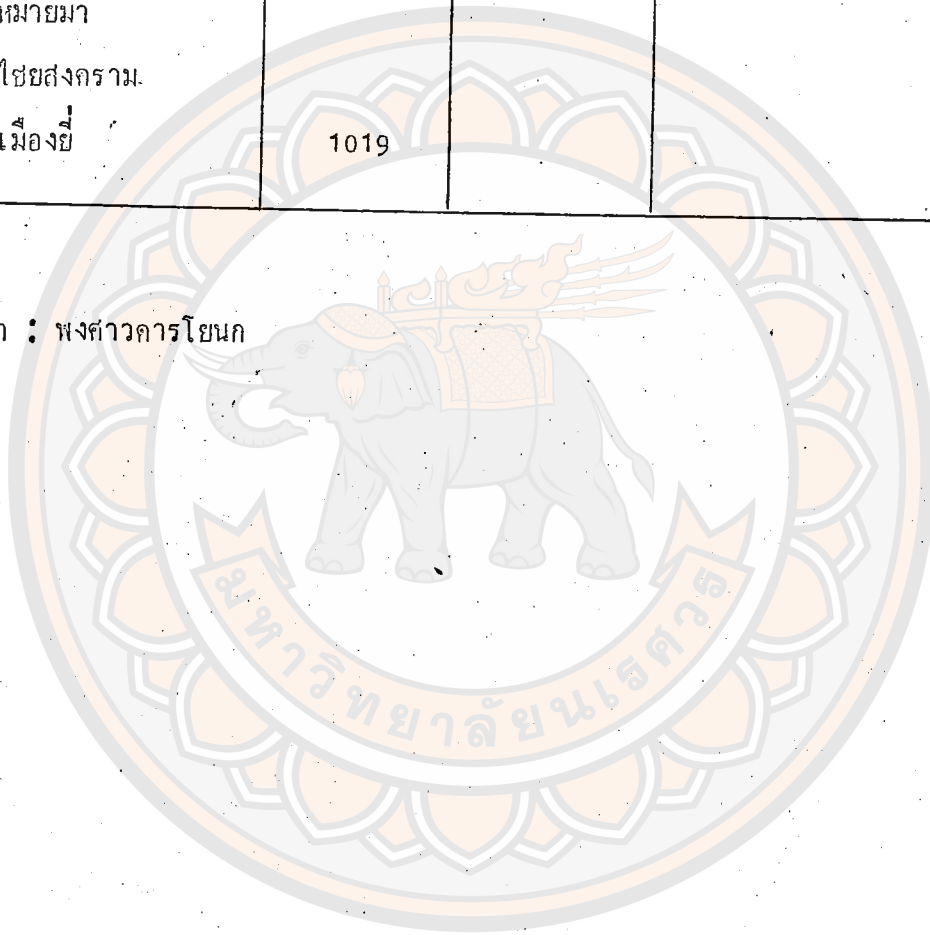 หมายมา
ไชยสงคราม
เมืองยี่
1019
: พงศาวดารโยนก
มหาวิทยาลัยนเรศวร